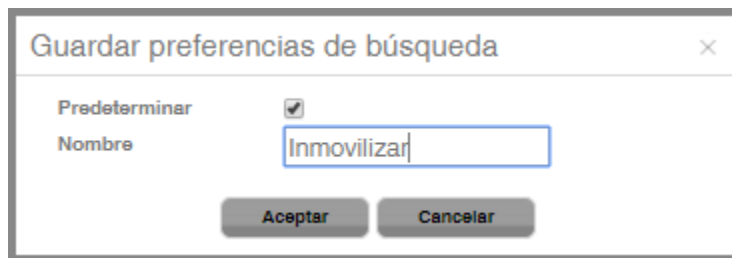 Guardar preferencias de búsqueda
Predeterminar
Nombre Inmovilizar
Aceptar Cancelar